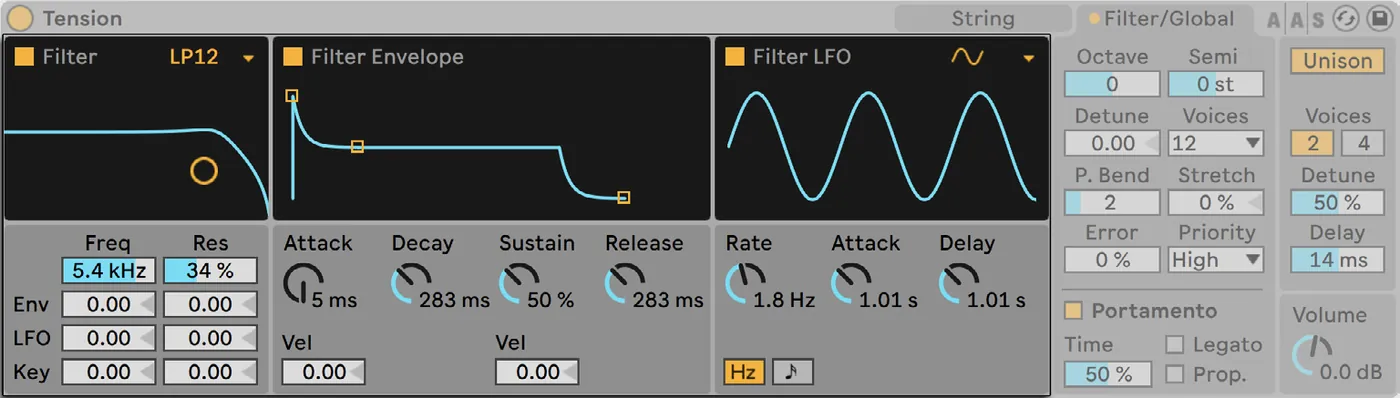 Tension
String
Filter/Global
AAS
Filter
LP12
Filter Envelope
Filter LFO
Octave
Semi
Unison
0
0 st
Detune
Voices
Voices
0.00
12
2
4
P. Bend
Stretch
Detune
2
0 %
50 %
Error
Priority
Delay
0 %
High
14 ms
Freq
Res
Attack
Decay
Sustain
Release
Rate
Attack
Delay
5.4 kHz
34 %
5 ms
283 ms
50 %
283 ms
1.8 Hz
1.01 s
1.01 s
Env
0.00
0.00
LFO
0.00
0.00
Key
0.00
0.00
Vel
0.00
Vel
0.00
Hz
Portamento
Time
Legato
50 %
Prop.
Volume
0.0 dB